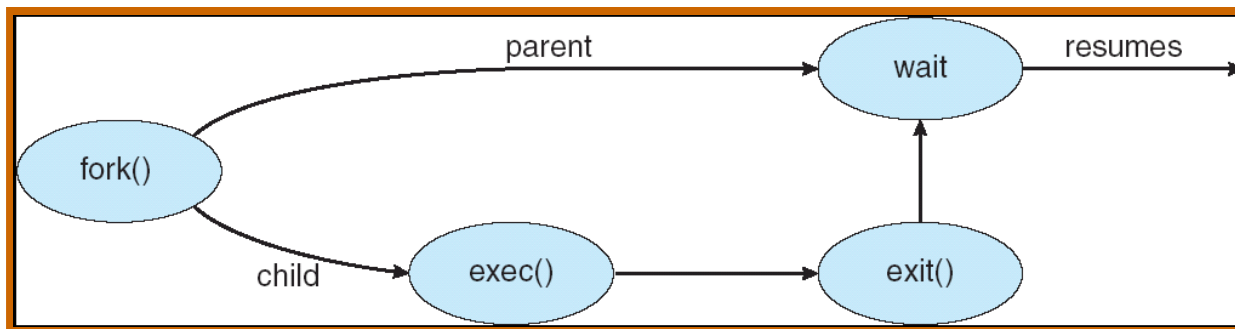 parent
wait
resumes
fork()
child
exec()
exit()